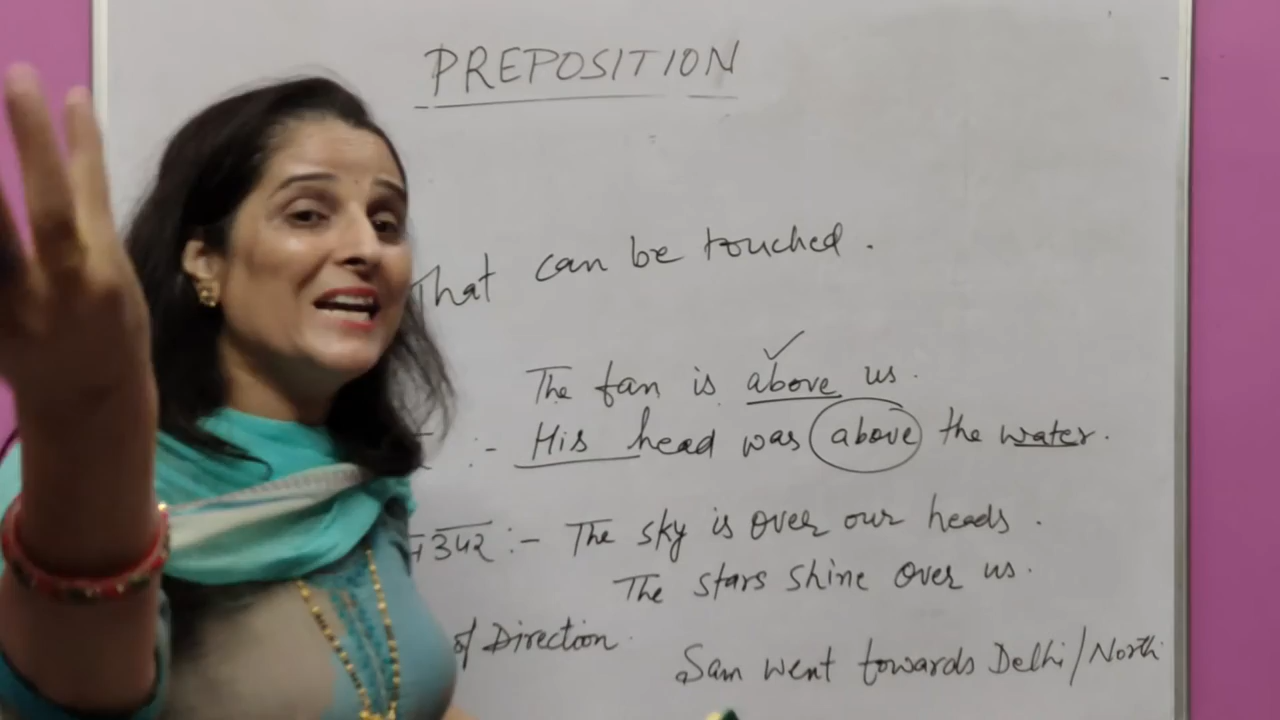 PREPOSITION
That can be touched.
The fan is above us.
:- His head was above the water.
ऊपर :- The sky is over our heads.
The stars shine over us.
of Direction
Sam went towards Delhi/North